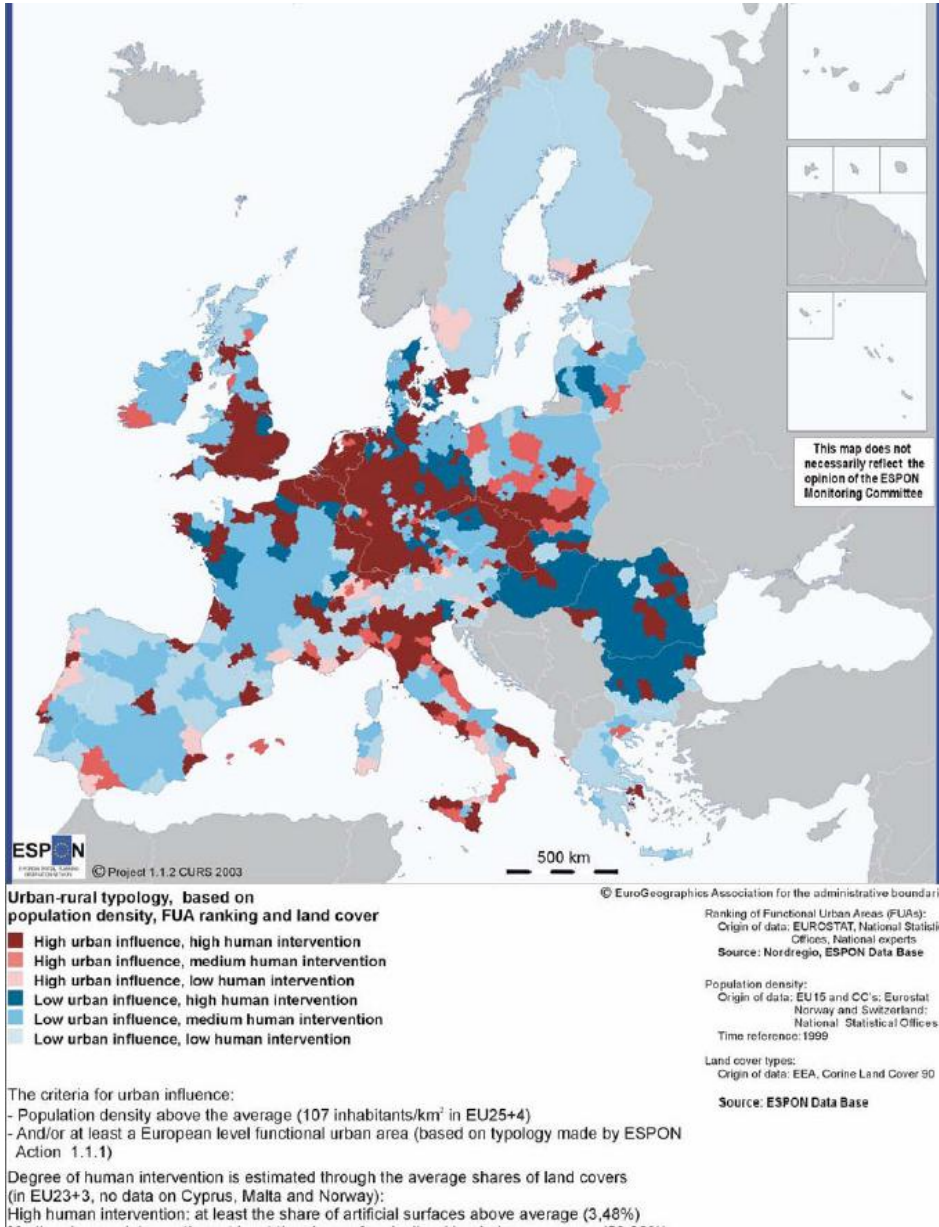 This map does not
necessarily reflect the
opinion of the ESPON
Monitoring Committee
ESPON
© Project 1.1.2 CURS 2003
500 km
© EuroGeographics Association for the administrative boundari
Urban-rural typology, based on
population density, FUA ranking and land cover
High urban influence, high human intervention
High urban influence, medium human intervention
High urban influence, low human intervention
Low urban influence, high human intervention
Low urban influence, medium human intervention
Low urban influence, low human intervention
The criteria for urban influence:
- Population density above the average (107 inhabitants/km² in EU25+4)
- And/or at least a European level functional urban area (based on typology made by ESPON
Action 1.1.1)
Degree of human intervention is estimated through the average shares of land covers
(in EU23+3, no data on Cyprus, Malta and Norway):
High human intervention: at least the share of artificial surfaces above average (3,48%)
Ranking of Functional Urban Areas (FUAs):
Origin of data: EUROSTAT, National Statisti
Offices, National experts
Source: Nordregio, ESPON Data Base
Population density:
Origin of data: EU15 and CC's: Eurostat
Norway and Switzerland:
National Statistical Offices
Time reference: 1999
Land cover types:
Origin of data: EEA, Corine Land Cover 90
Source: ESPON Data Base